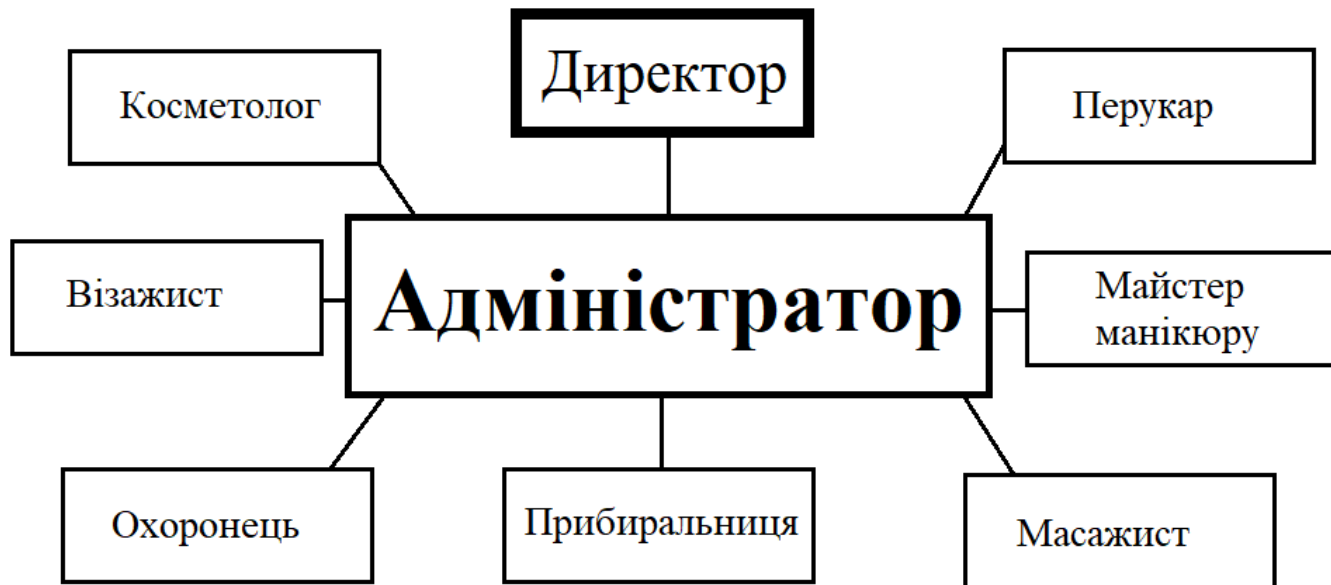 Директор
Косметолог
Перукар
Адміністратор
Візажист
Майстер
манікюру
Охоронець
Прибиральниця
Масажист